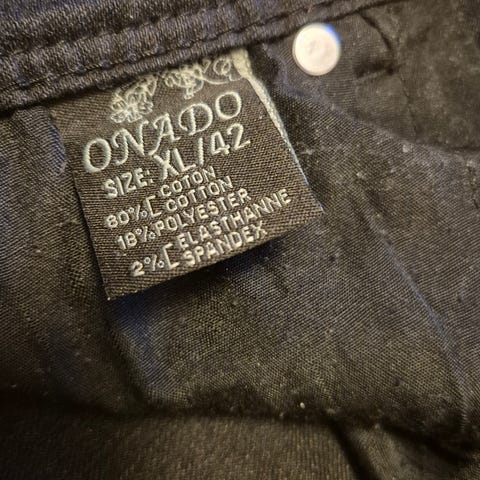 ONADO
SIZE: XL/42
80% COTON
COTTON
18% POLYESTER
2% ELASTHANNE
SPANDEX